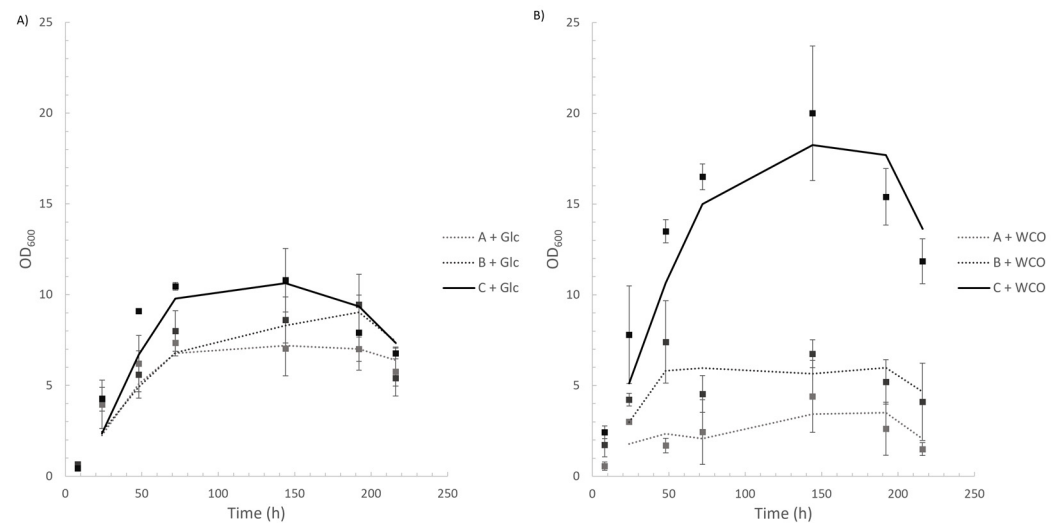 A)
25
20
15
10
5
0
0 50 100 150 200 250
OD600
Time (h)
A + Glc
B + Glc
C + Glc
B)
25
20
15
10
5
0
0 50 100 150 200 250
OD600
Time (h)
A + WCO
B + WCO
C + WCO